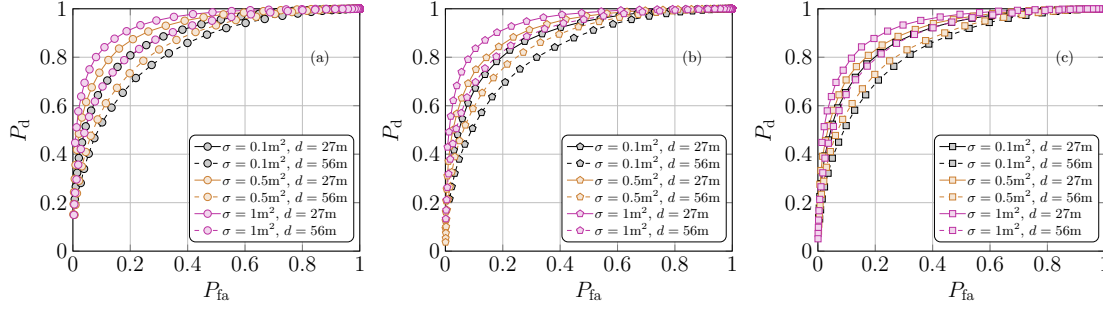 1
0.8
0.6
0.4
0.2
0
P_d
(a)
σ = 0.1m², d = 27m
σ = 0.1m², d = 56m
σ = 0.5m², d = 27m
σ = 0.5m², d = 56m
σ = 1m², d = 27m
σ = 1m², d = 56m
0 0.2 0.4 0.6 0.8 1
P_fa
1
0.8
0.6
0.4
0.2
0
P_d
(b)
σ = 0.1m², d = 27m
σ = 0.1m², d = 56m
σ = 0.5m², d = 27m
σ = 0.5m², d = 56m
σ = 1m², d = 27m
σ = 1m², d = 56m
0 0.2 0.4 0.6 0.8 1
P_fa
1
0.8
0.6
0.4
0.2
0
P_d
(c)
σ = 0.1m², d = 27m
σ = 0.1m², d = 56m
σ = 0.5m², d = 27m
σ = 0.5m², d = 56m
σ = 1m², d = 27m
σ = 1m², d = 56m
0 0.2 0.4 0.6 0.8 1
P_fa